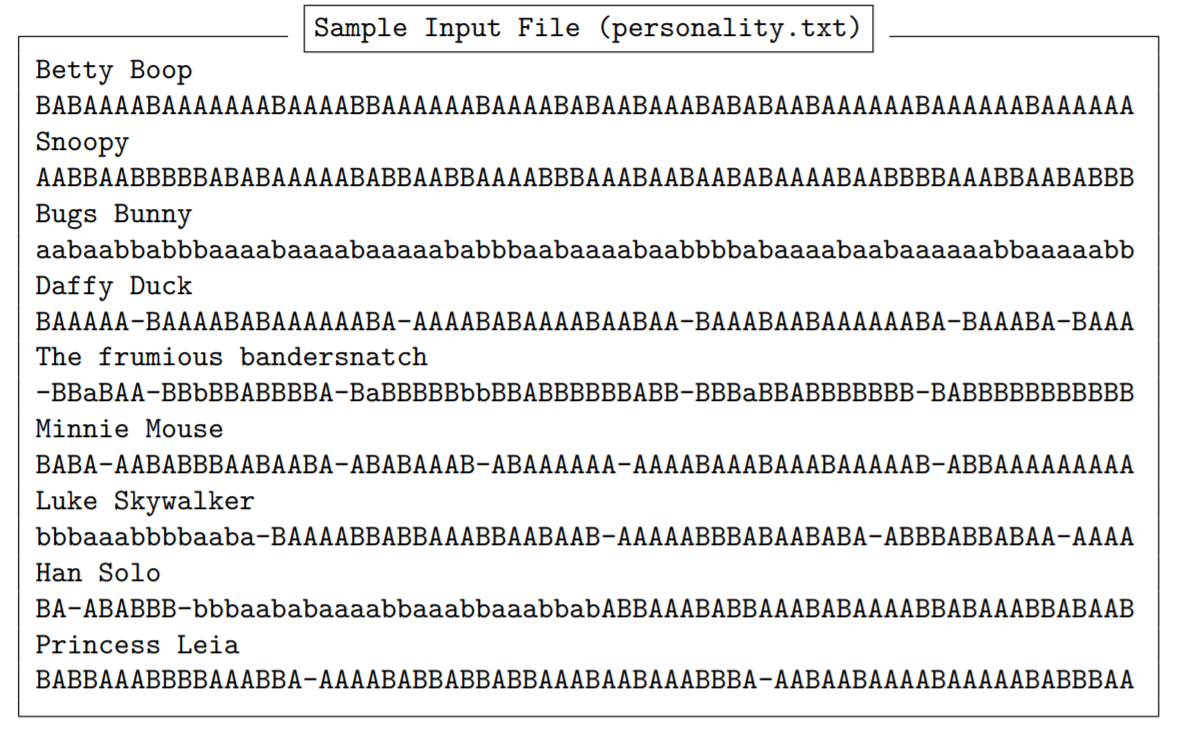 Sample Input File (personality.txt)
Betty Boop
BABAAAABAAAAAAABAAAABBAAAAAABAAAABABAABAAABABABAABAAAAAABAAAAAABAAAAAA
Snoopy
AABBAABBBBBABABAAAAABABBAABBAAAABBBAAABAABAABABAAAABAABBBBAAABBAABABBB
Bugs Bunny
aabaabbabbbaaaabaaaabaaaaababbbaabaaaabaabbbbabaaaabaabaaaaaabbaaaaabb
Daffy Duck
BAAAAA-BAAAABABAAAAAABA-AAAABABAAAABAABAA-BAAABAABAAAAAABA-BAAABA-BAAA
The frumious bandersnatch
-BBaBAA-BBbBBABBBBA-BaBBBBBbbBBABBBBBBABB-BBBaBBABBBBBBB-BABBBBBBBBBBB
Minnie Mouse
BABA-AABABBBAABAABA-ABABAAAB-ABAAAAAA-AAAABAAABAAABAAAAAB-ABBAAAAAAAAA
Luke Skywalker
bbbaaabbbbaaba-BAAAABBABBAAABBAABAAB-AAAAABBBABAABABA-ABBBABBABAA-AAAA
Han Solo
BA-ABABBB-bbbaababaaaabbaaabbaaabbabABBAAABABBAAABABAAAABBABAAABBABAAB
Princess Leia
BABBAAABBBBAAABBA-AAAABABBABBABBAAABAABAAABBBA-AABAABAAAABAAAAABABBBAA